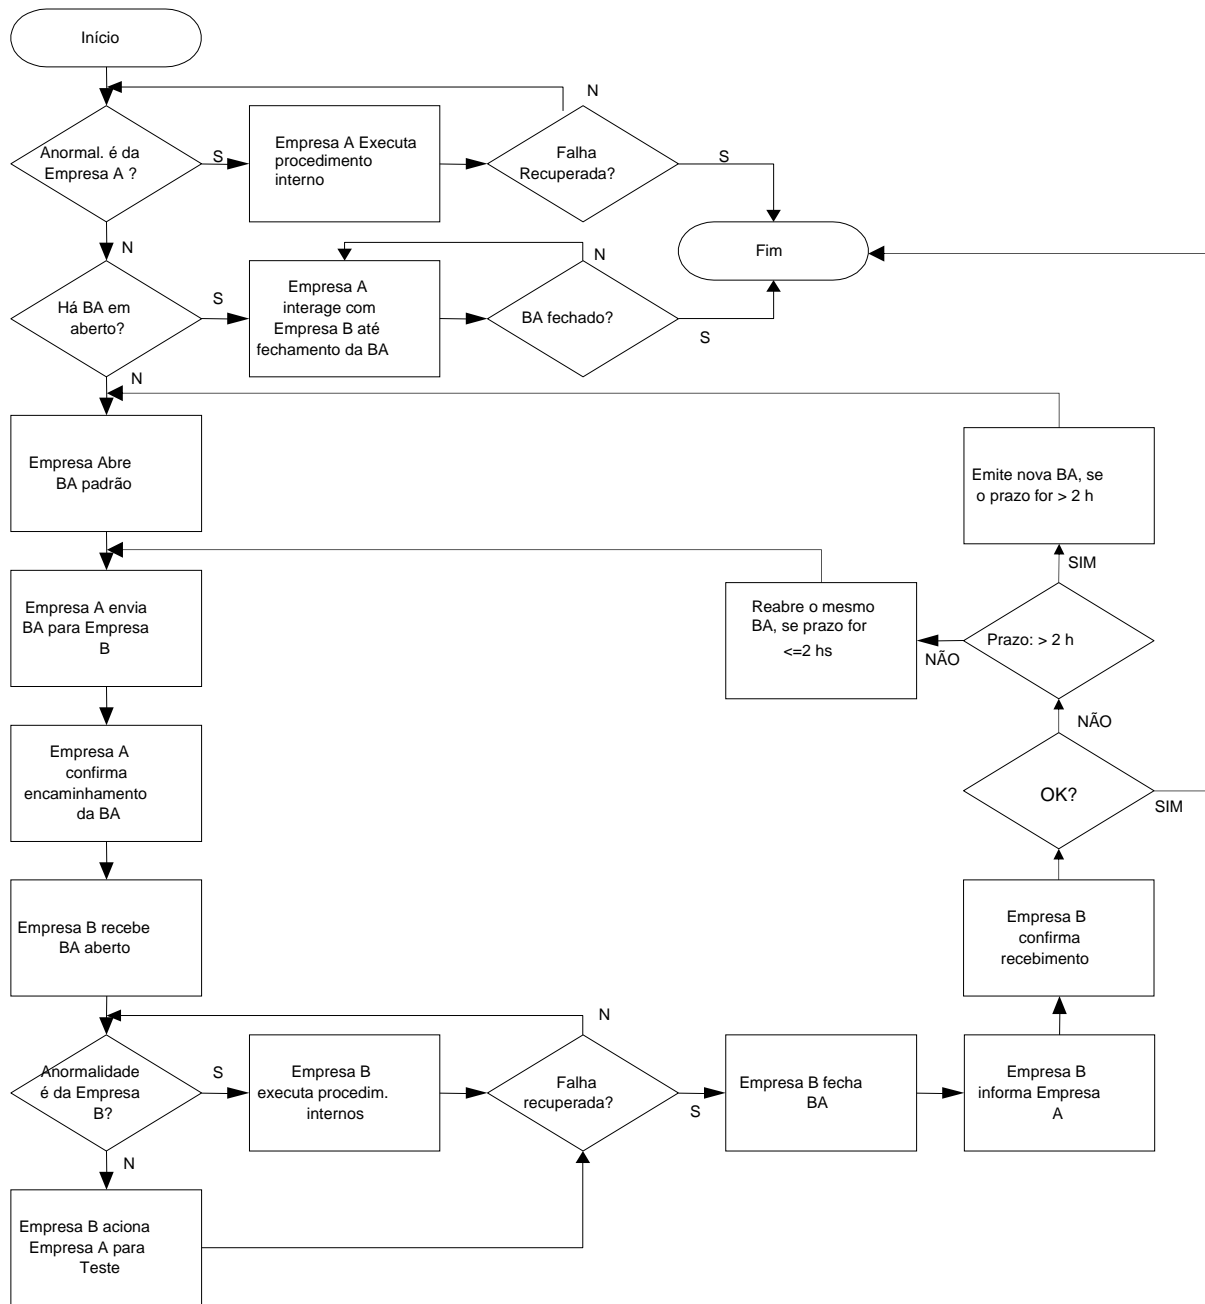 Início
N
Anormal. é da
Empresa A ?
S
Empresa A Executa
procedimento
interno
Falha
Recuperada?
S
N
Fim
Há BA em
aberto?
S
Empresa A
interage com
Empresa B até
fechamento da BA
N
BA fechado?
S
N
Empresa Abre
BA padrão
Emite nova BA, se
o prazo for > 2 h
SIM
Empresa A envia
BA para Empresa
B
Reabre o mesmo
BA, se prazo for
<=2 hs
NÃO
Prazo: > 2 h
NÃO
Empresa A
confirma
encaminhamento
da BA
OK?
SIM
Empresa B recebe
BA aberto
Empresa B
confirma
recebimento
N
Anormalidade
é da Empresa
B?
S
Empresa B
executa procedim.
internos
Falha
recuperada?
S
Empresa B fecha
BA
Empresa B
informa Empresa
A
N
Empresa B aciona
Empresa A para
Teste